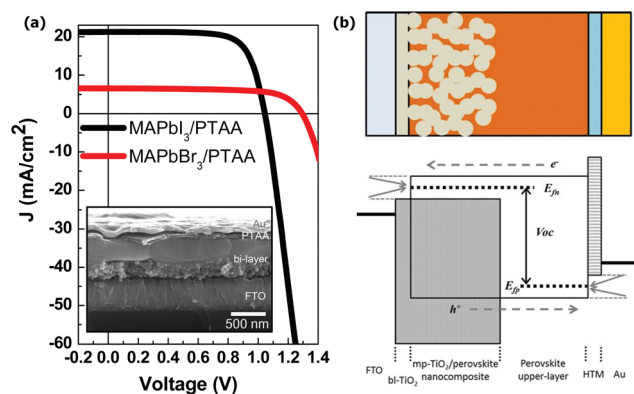 (a)
20
10
0
-10
-20
-30
-40
-50
-60
J (mA/cm²)
MAPbI₃/PTAA
MAPbBr₃/PTAA
Au
PTAA
bi-layer
FTO
500 nm
-0.2 0.0 0.2 0.4 0.6 0.8 1.0 1.2 1.4
Voltage (V)
(b)
e⁻
E_fn
Voc
E_fp
h⁺
FTO
bl-TiO₂
mp-TiO₂/perovskite
nanocomposite
Perovskite
upper-layer
HTM
Au